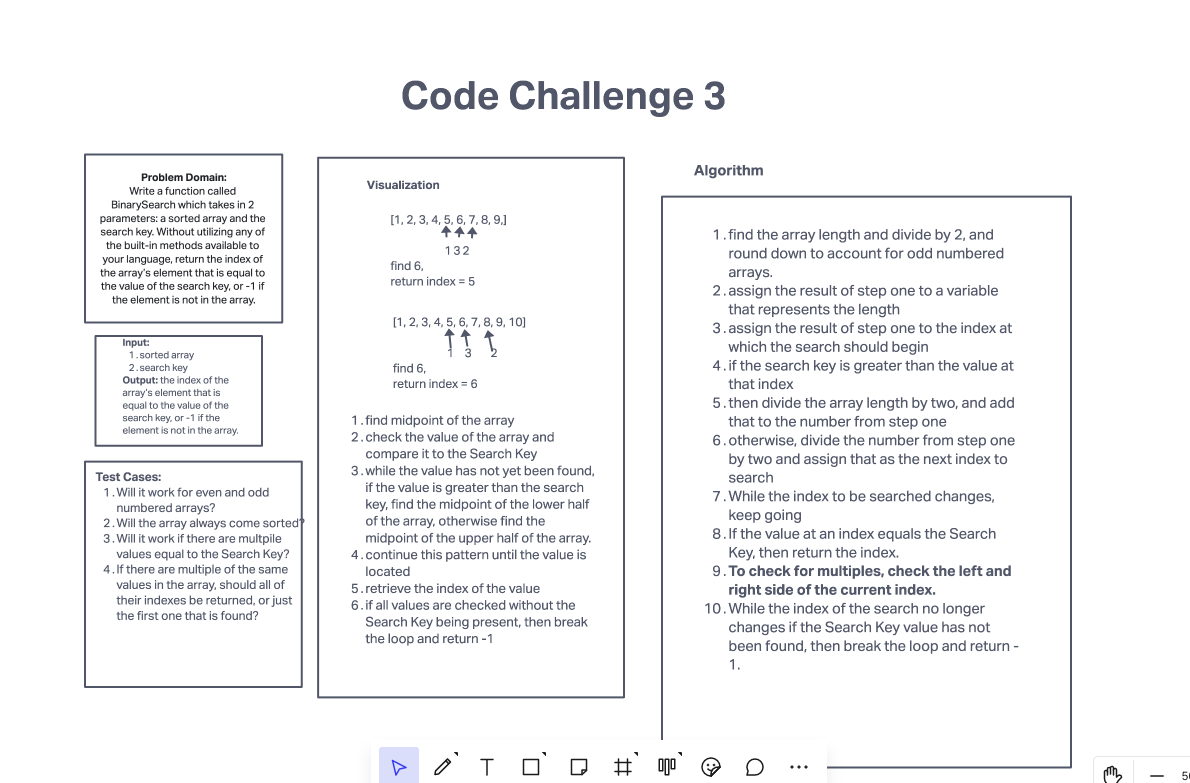 Code Challenge 3
Problem Domain:
Write a function called
BinarySearch which takes in 2
parameters: a sorted array and the
search key. Without utilizing any of
the built-in methods available to
your language, return the index of
the array's element that is equal to
the value of the search key, or -1 if
the element is not in the array.
Input:
1. sorted array
2. search key
Output: the index of the
array's element that is
equal to the value of the
search key, or -1 if the
element is not in the array.
Test Cases:
1. Will it work for even and odd
numbered arrays?
2. Will the array always come sorted?
3. Will it work if there are multpile
values equal to the Search Key?
4. If there are multiple of the same
values in the array, should all of
their indexes be returned, or just
the first one that is found?
Visualization
[1, 2, 3, 4, 5, 6, 7, 8, 9,]
1 3 2
find 6,
return index = 5
[1, 2, 3, 4, 5, 6, 7, 8, 9, 10]
1 3 2
find 6,
return index = 6
1. find midpoint of the array
2. check the value of the array and
compare it to the Search Key
3. while the value has not yet been found,
if the value is greater than the search
key, find the midpoint of the lower half
of the array, otherwise find the
midpoint of the upper half of the array.
4. continue this pattern until the value is
located
5. retrieve the index of the value
6. if all values are checked without the
Search Key being present, then break
the loop and return -1
Algorithm
1. find the array length and divide by 2, and
round down to account for odd numbered
arrays.
2. assign the result of step one to a variable
that represents the length
3. assign the result of step one to the index at
which the search should begin
4. if the search key is greater than the value at
that index
5. then divide the array length by two, and add
that to the number from step one
6. otherwise, divide the number from step one
by two and assign that as the next index to
search
7. While the index to be searched changes,
keep going
8. If the value at an index equals the Search
Key, then return the index.
9. To check for multiples, check the left and
right side of the current index.
10. While the index of the search no longer
changes if the Search Key value has not
been found, then break the loop and return -
1.